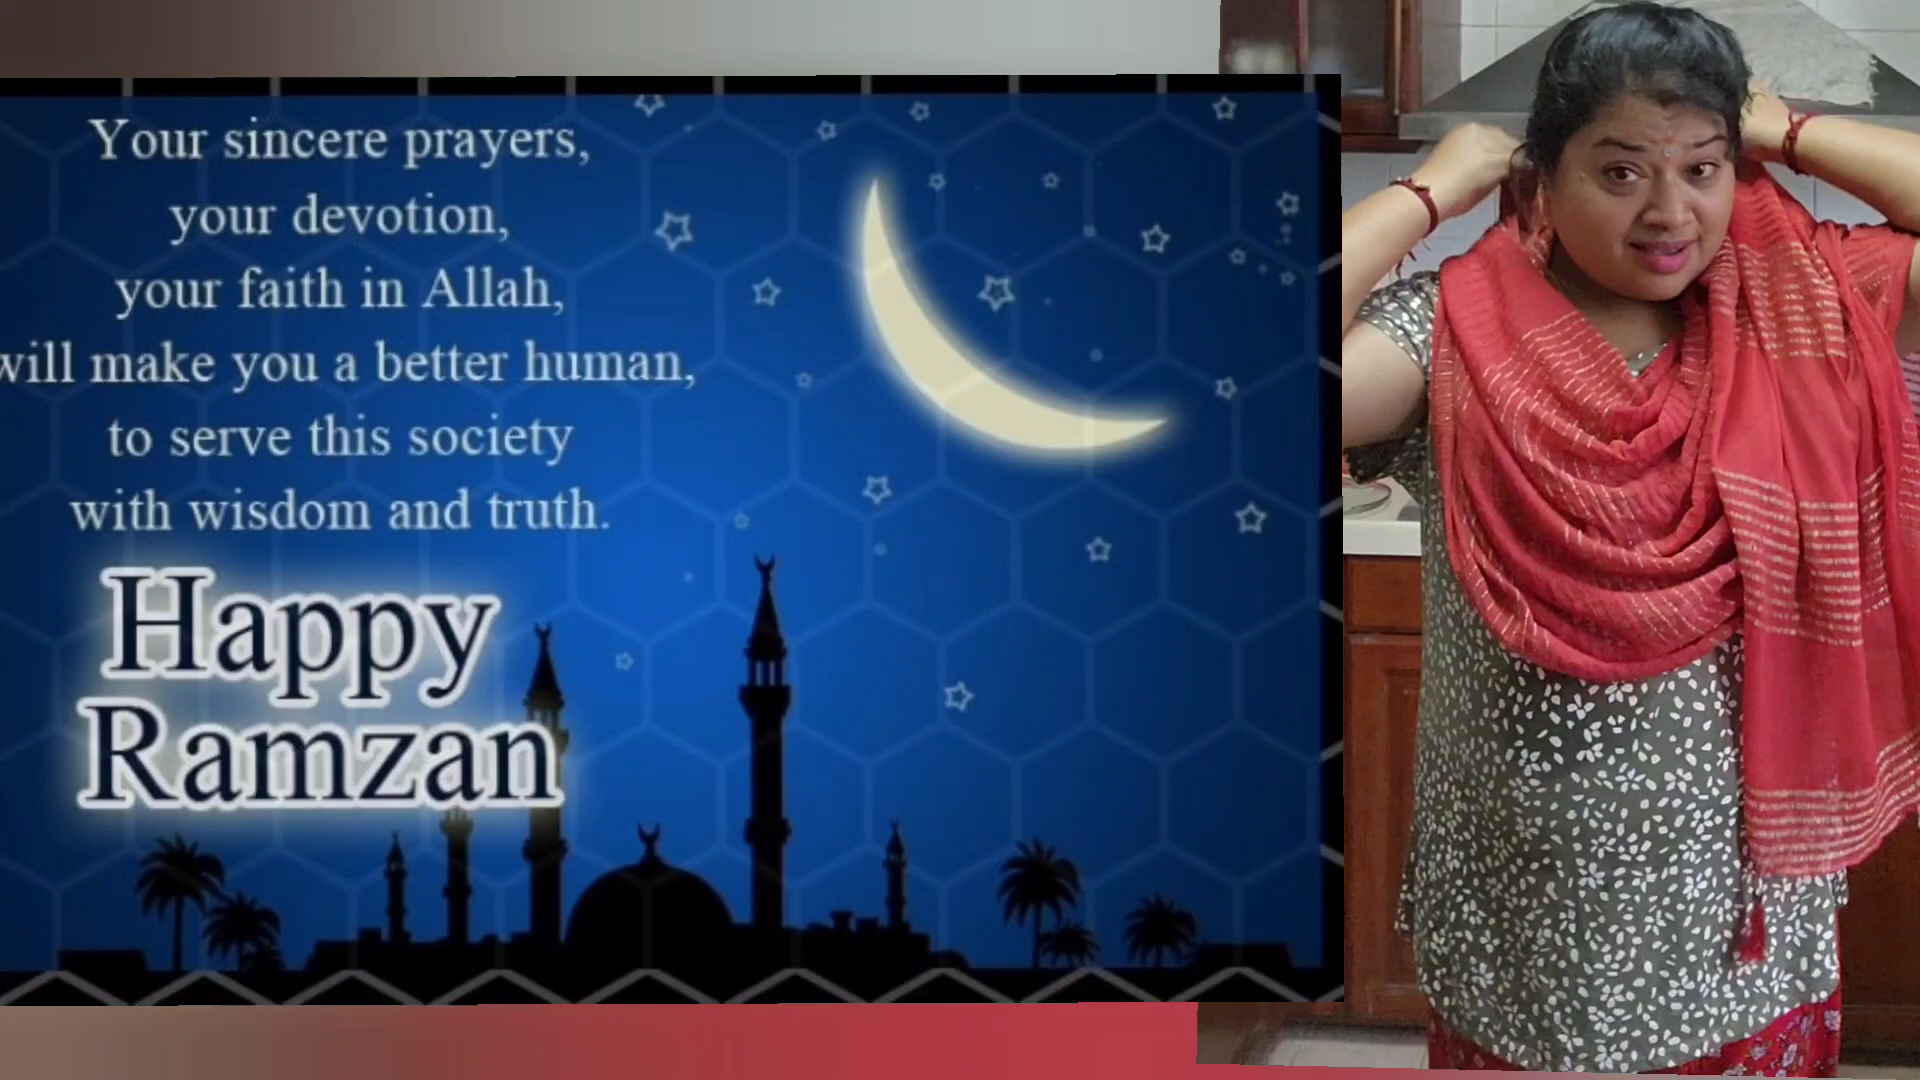 Your sincere prayers,
your devotion,
your faith in Allah,
will make you a better human,
to serve this society
with wisdom and truth.
Happy
Ramzan